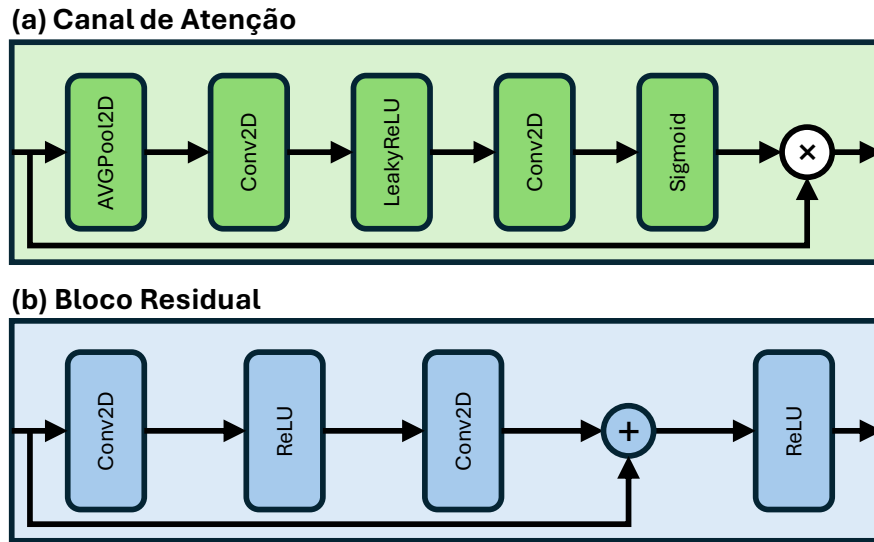 (a) Canal de Atenção
AVGPool2D
Conv2D
LeakyReLU
Conv2D
Sigmoid
×
(b) Bloco Residual
Conv2D
ReLU
Conv2D
+
ReLU